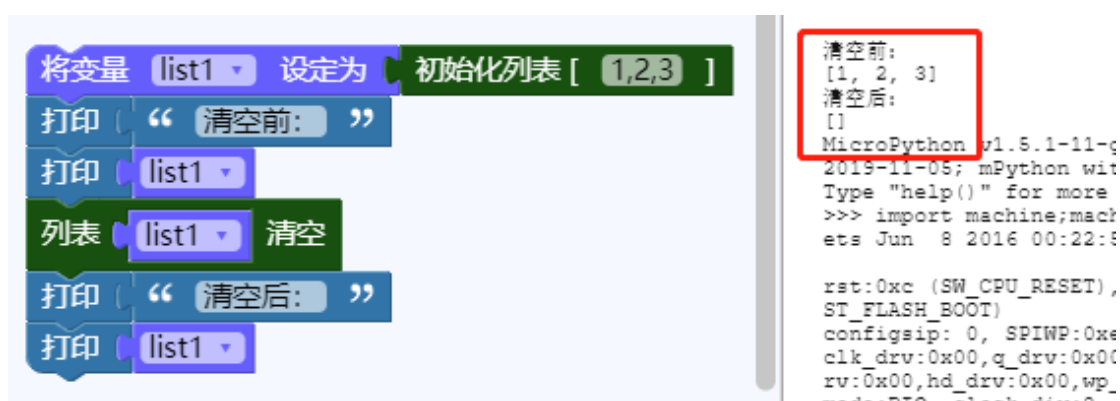 将变量 list1 设定为 初始化列表 [ 1,2,3 ]
打印 “ 清空前: ”
打印 list1
列表 list1 清空
打印 “ 清空后: ”
打印 list1
清空前:
[1, 2, 3]
清空后:
[]
MicroPython v1.5.1-11-g
2019-11-05; mPython wit
Type "help()" for more
>>> import machine;mach
ets Jun  8 2016 00:22:5
rst:0xc (SW_CPU_RESET),
ST_FLASH_BOOT)
configsip: 0, SPIWP:0xe
clk_drv:0x00,q_drv:0x00
rv:0x00,hd_drv:0x00,wp_